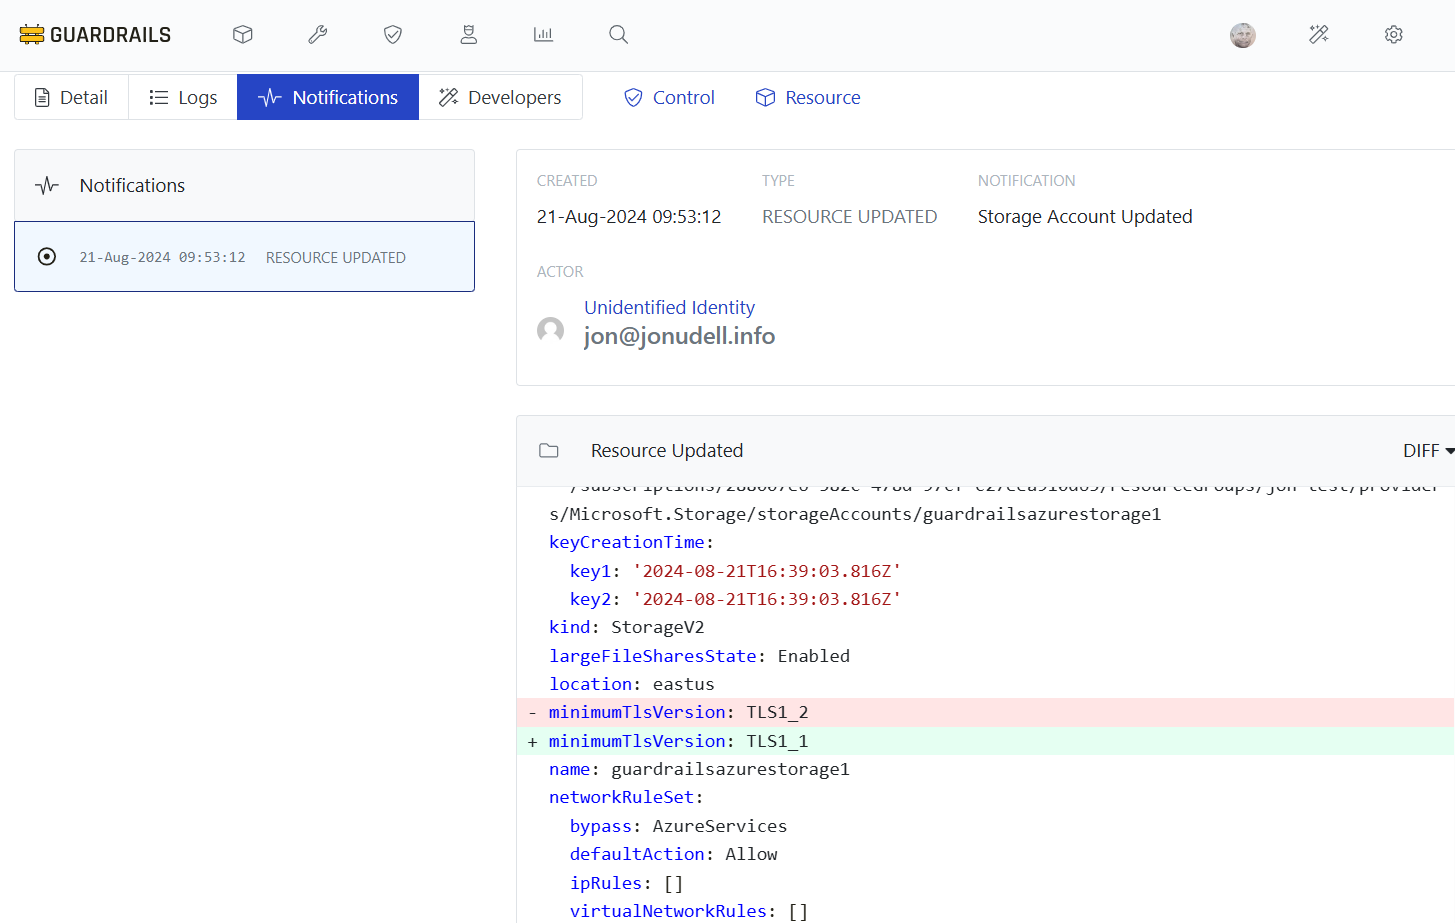 GUARDRAILS
Detail Logs Notifications Developers Control Resource
Notifications
21-Aug-2024 09:53:12 RESOURCE UPDATED
CREATED TYPE NOTIFICATION
21-Aug-2024 09:53:12 RESOURCE UPDATED Storage Account Updated
ACTOR
Unidentified Identity
jon@jonudell.info
Resource Updated DIFF
s/Microsoft.Storage/storageAccounts/guardrailsazurestorage1
keyCreationTime:
key1: '2024-08-21T16:39:03.816Z'
key2: '2024-08-21T16:39:03.816Z'
kind: StorageV2
largeFileSharesState: Enabled
location: eastus
- minimumTlsVersion: TLS1_2
+ minimumTlsVersion: TLS1_1
name: guardrailsazurestorage1
networkRuleSet:
bypass: AzureServices
defaultAction: Allow
ipRules: []
virtualNetworkRules: []